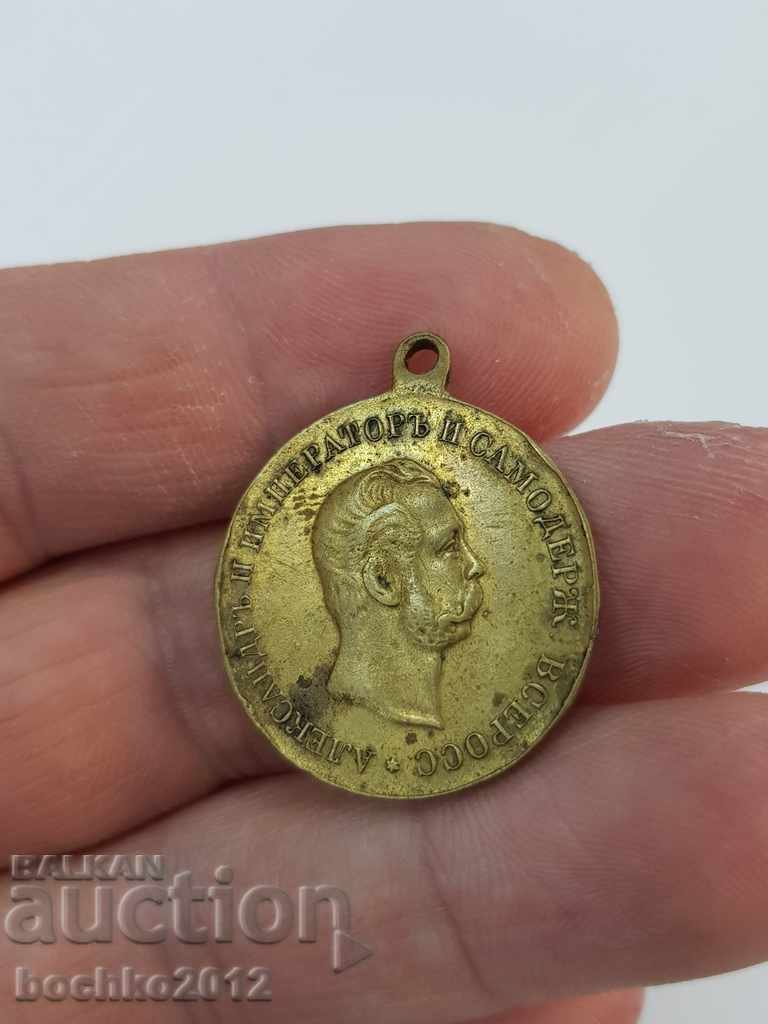 АЛЕКСАНДРЪ II ИМПЕРАТОРЪ И САМОДЕРЖ ВСЕРОСС *
BALKAN
auction
bochko2012